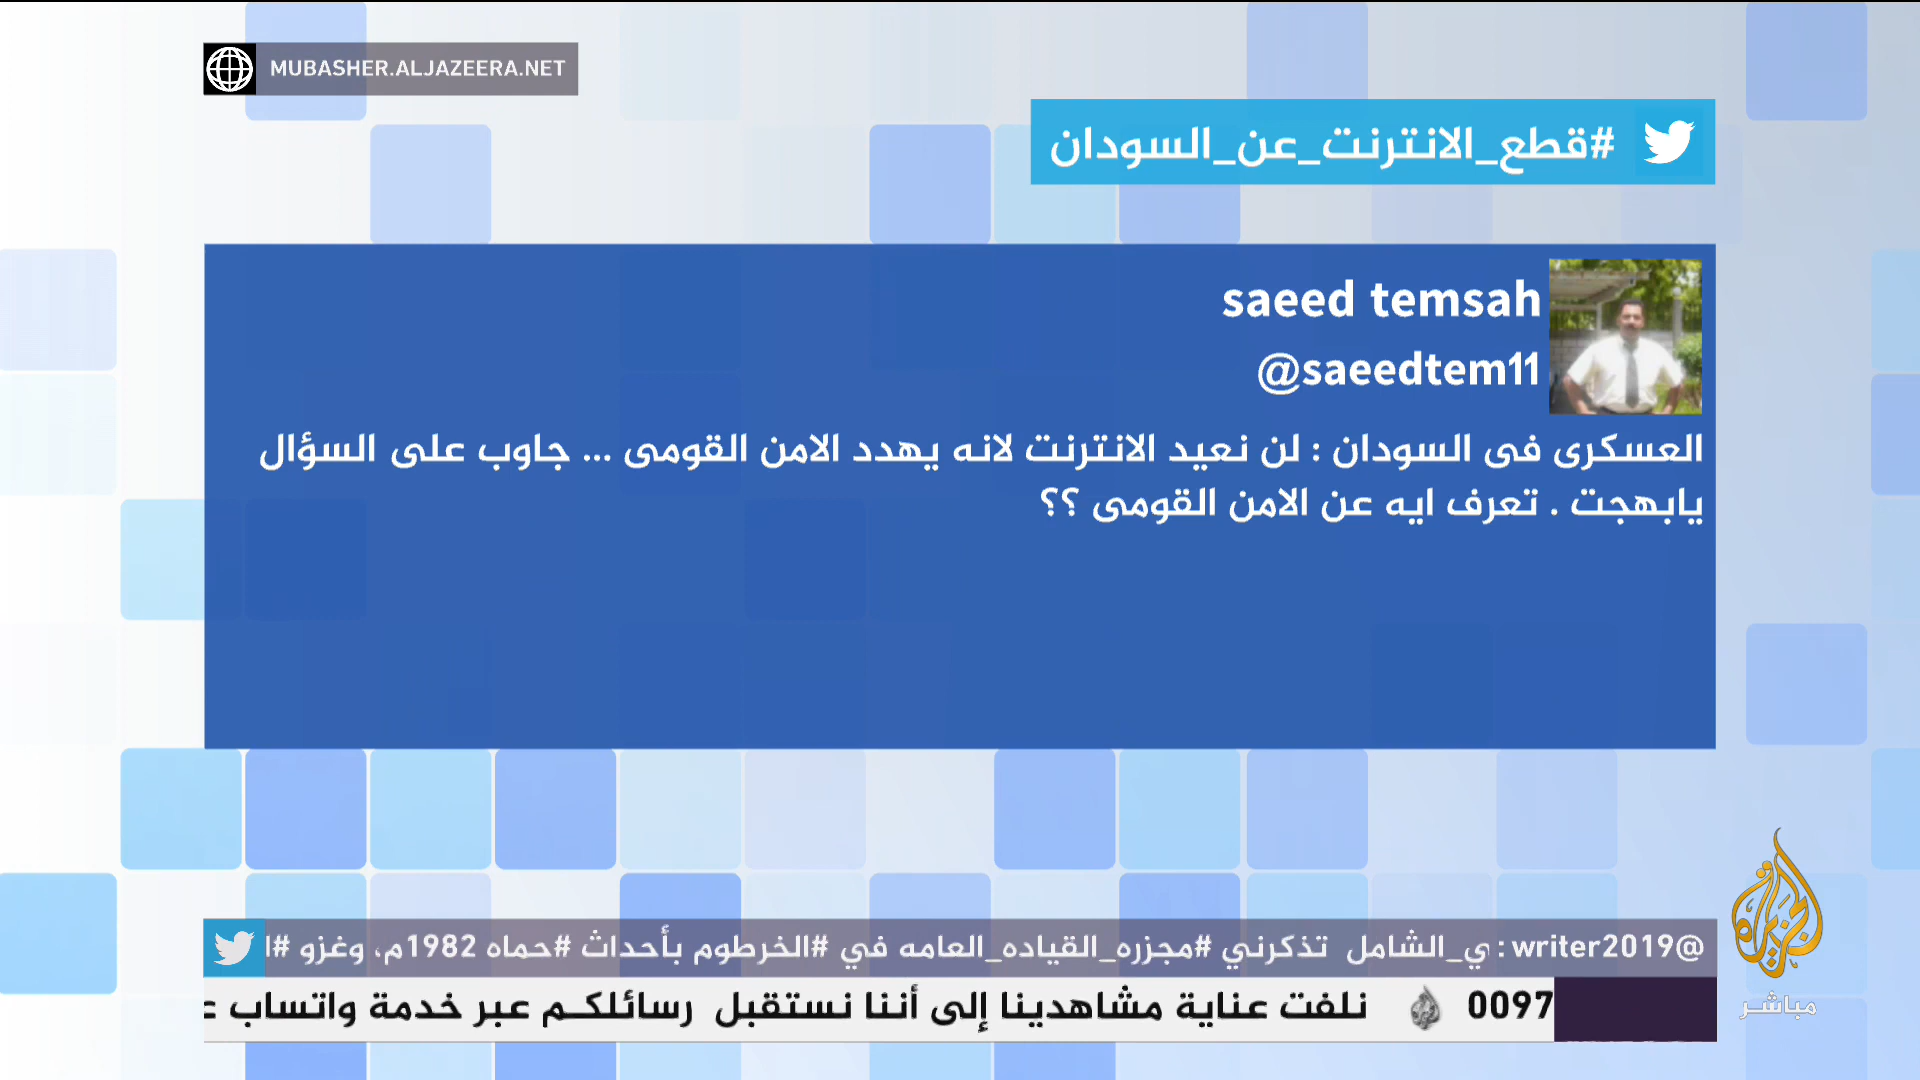 MUBASHER.ALJAZEERA.NET
#قطع_الانترنت_عن_السودان
saeed temsah
@saeedtem11
العسكرى فى السودان : لن نعيد الانترنت لانه يهدد الامن القومى ... جاوب على السؤال
يابهجت . تعرف ايه عن الامن القومى ؟؟
@writer2019 : ي_الشامل تذكرني #مجزره_القياده_العامه في #الخرطوم بأحداث #حماه 1982م، وغزو #ا
0097 نلفت عناية مشاهدينا إلى أننا نستقبل رسائلكم عبر خدمة واتساب ع
الجزيرة
مباشر